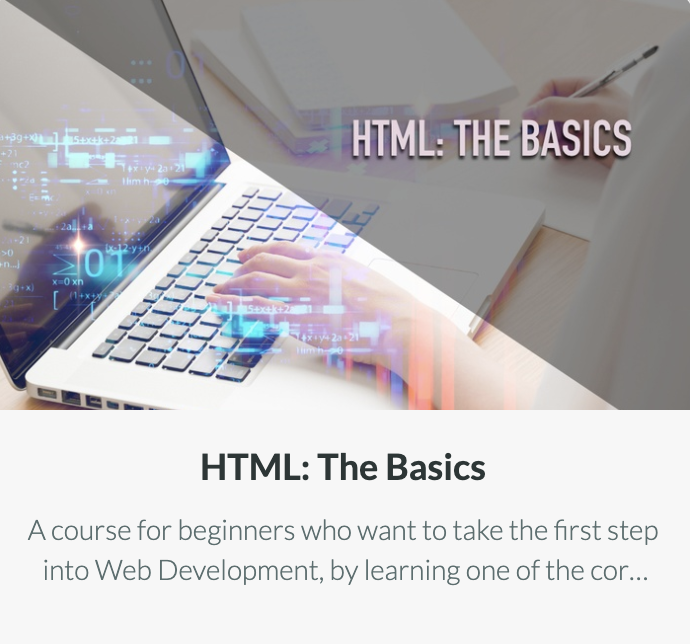 HTML: THE BASICS
HTML: The Basics
A course for beginners who want to take the first step
into Web Development, by learning one of the cor...